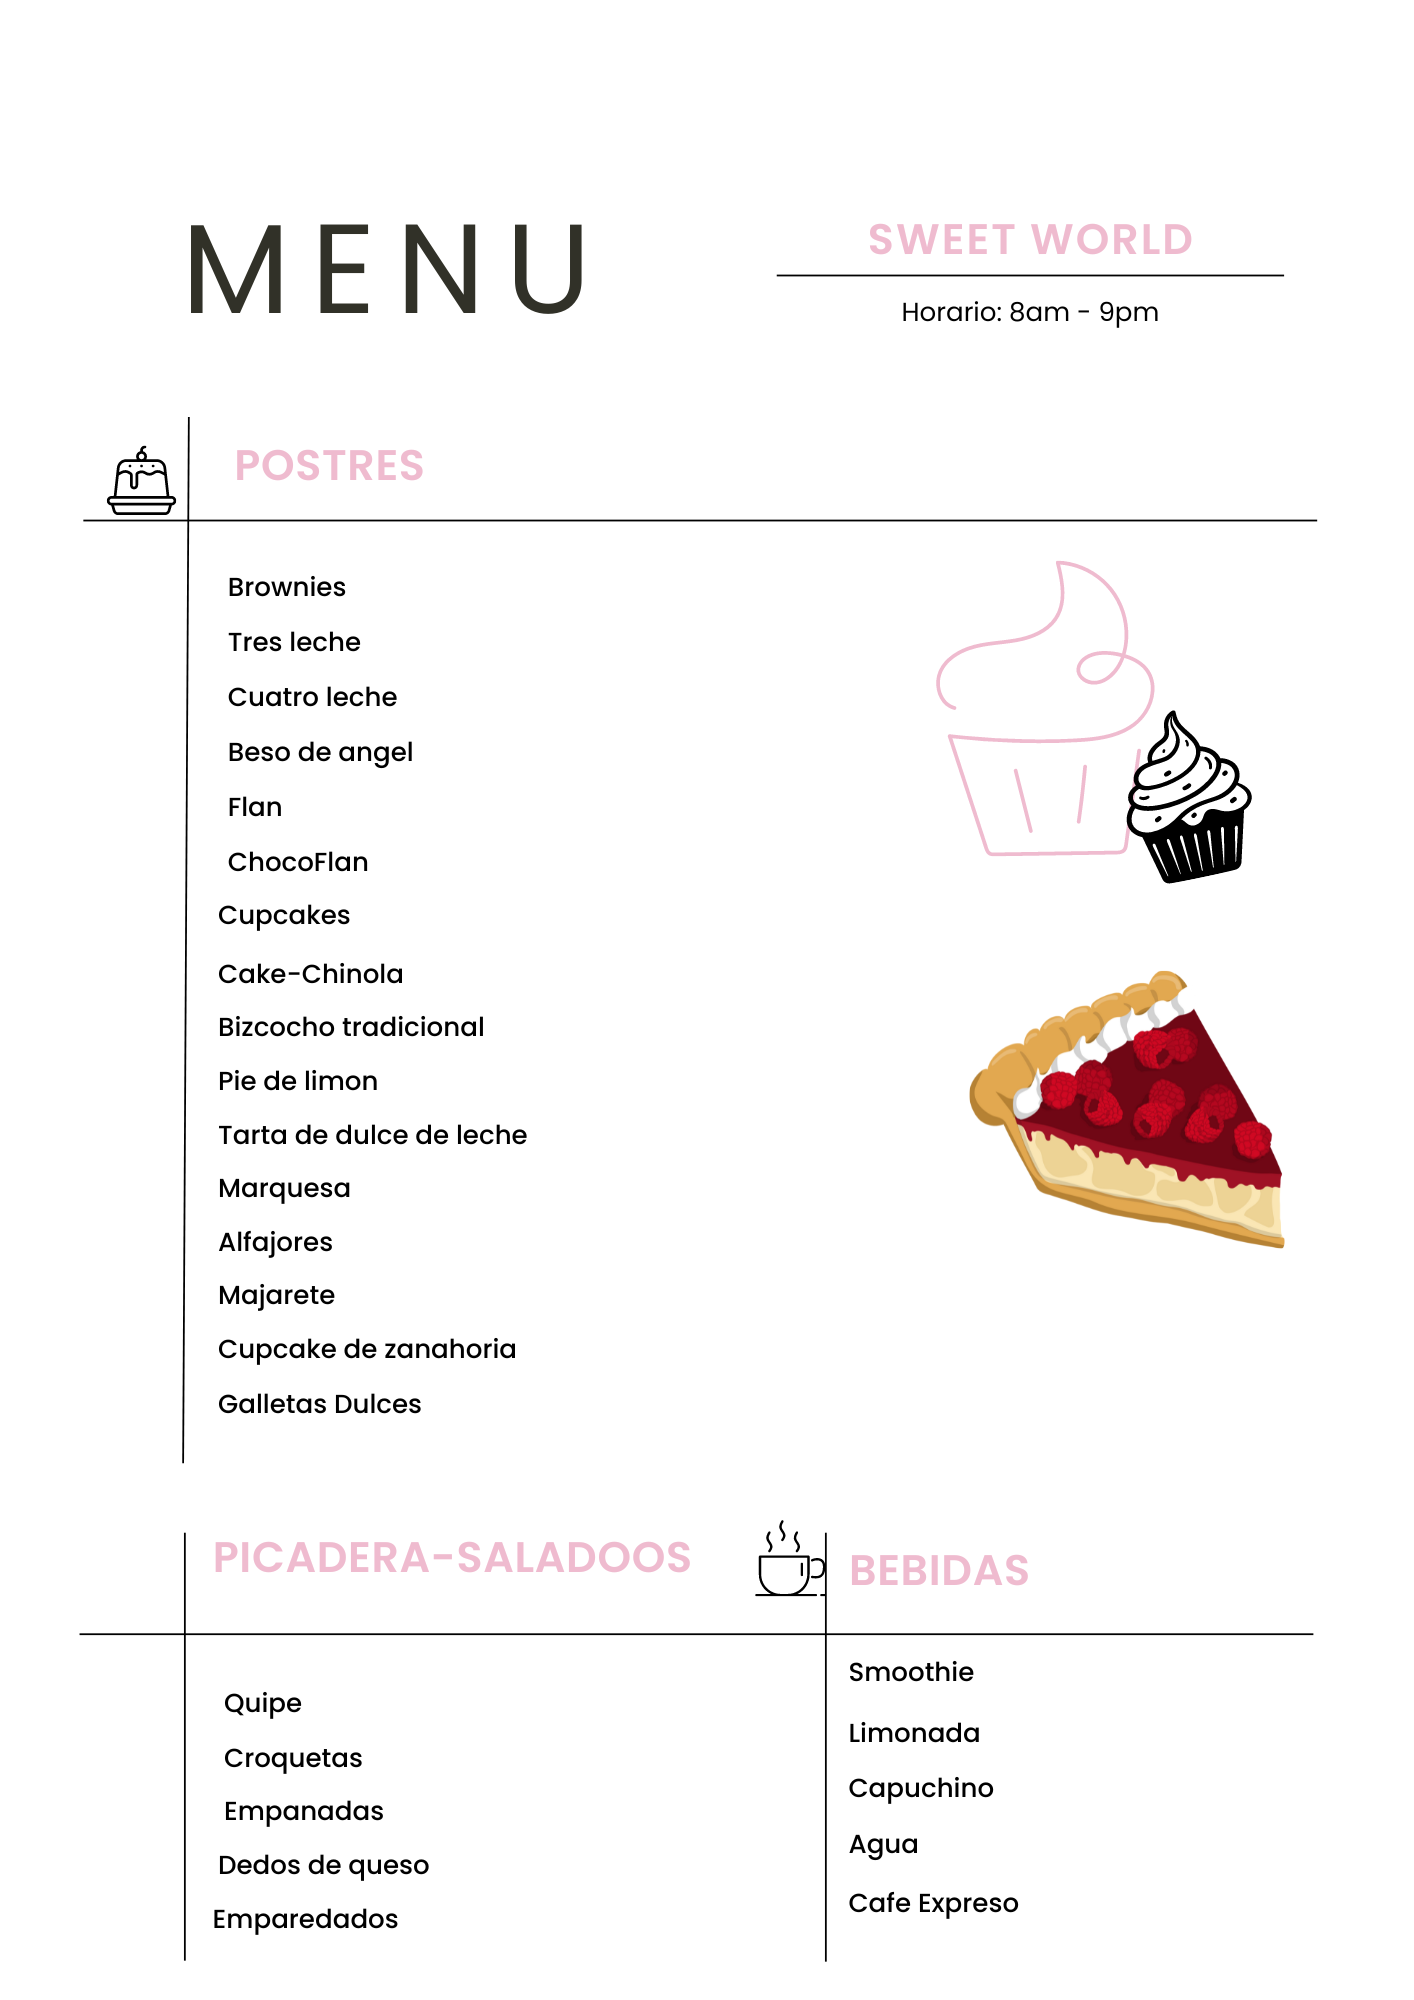 MENU
SWEET WORLD
Horario: 8am - 9pm
POSTRES
Brownies
Tres leche
Cuatro leche
Beso de angel
Flan
ChocoFlan
Cupcakes
Cake-Chinola
Bizcocho tradicional
Pie de limon
Tarta de dulce de leche
Marquesa
Alfajores
Majarete
Cupcake de zanahoria
Galletas Dulces
PICADERA-SALADOOS
Quipe
Croquetas
Empanadas
Dedos de queso
Emparedados
BEBIDAS
Smoothie
Limonada
Capuchino
Agua
Cafe Expreso